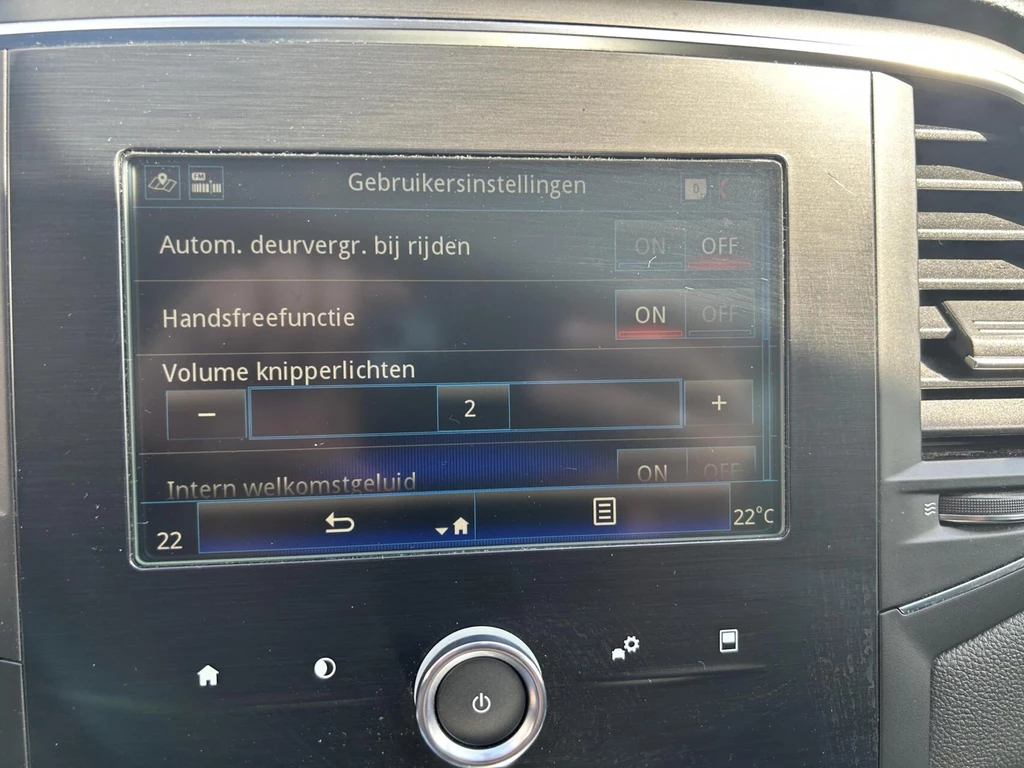 FM
Gebruikersinstellingen
Autom. deurvergr. bij rijden ON OFF
Handsfreefunctie ON OFF
Volume knipperlichten
− 2 +
Intern welkomstgeluid ON OFF
22 22°C